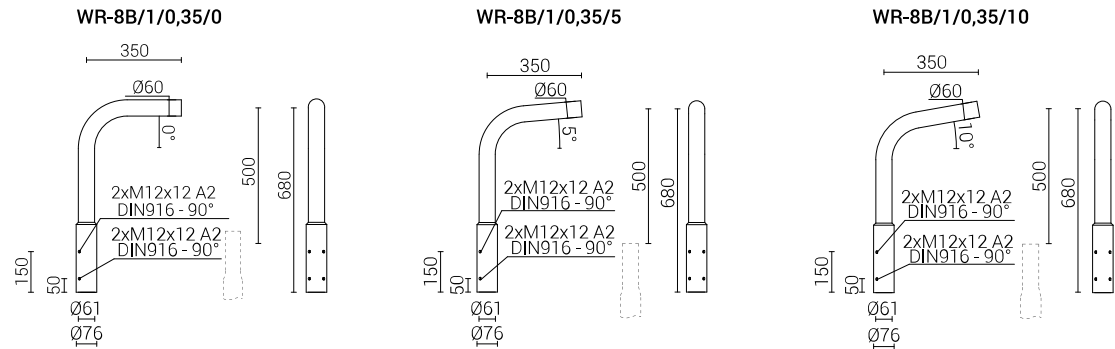 WR-8B/1/0,35/0
350
Ø60
0°
500
680
2xM12x12 A2
DIN916 - 90°
2xM12x12 A2
DIN916 - 90°
150
50
Ø61
Ø76
WR-8B/1/0,35/5
350
Ø60
5°
500
680
2xM12x12 A2
DIN916 - 90°
2xM12x12 A2
DIN916 - 90°
150
50
Ø61
Ø76
WR-8B/1/0,35/10
350
Ø60
10°
500
680
2xM12x12 A2
DIN916 - 90°
2xM12x12 A2
DIN916 - 90°
150
50
Ø61
Ø76